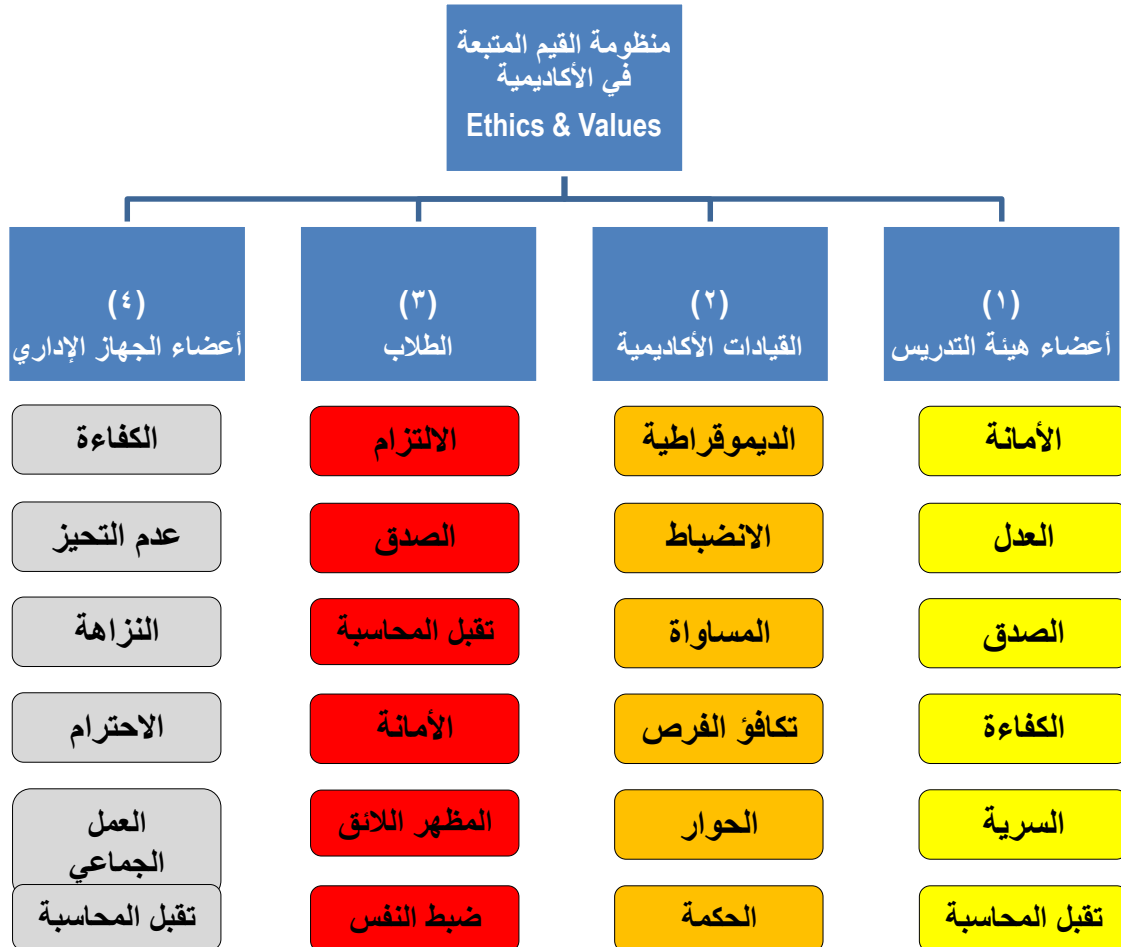 منظومة القيم المتبعة
في الأكاديمية
Ethics & Values
(١)
أعضاء هيئة التدريس
(٢)
القيادات الأكاديمية
(٣)
الطلاب
(٤)
أعضاء الجهاز الإداري
الأمانة
الديموقراطية
الالتزام
الكفاءة
العدل
الانضباط
الصدق
عدم التحيز
الصدق
المساواة
تقبل المحاسبة
النزاهة
الكفاءة
تكافؤ الفرص
الأمانة
الاحترام
السرية
الحوار
المظهر اللائق
العمل
الجماعي
تقبل المحاسبة
الحكمة
ضبط النفس
تقبل المحاسبة